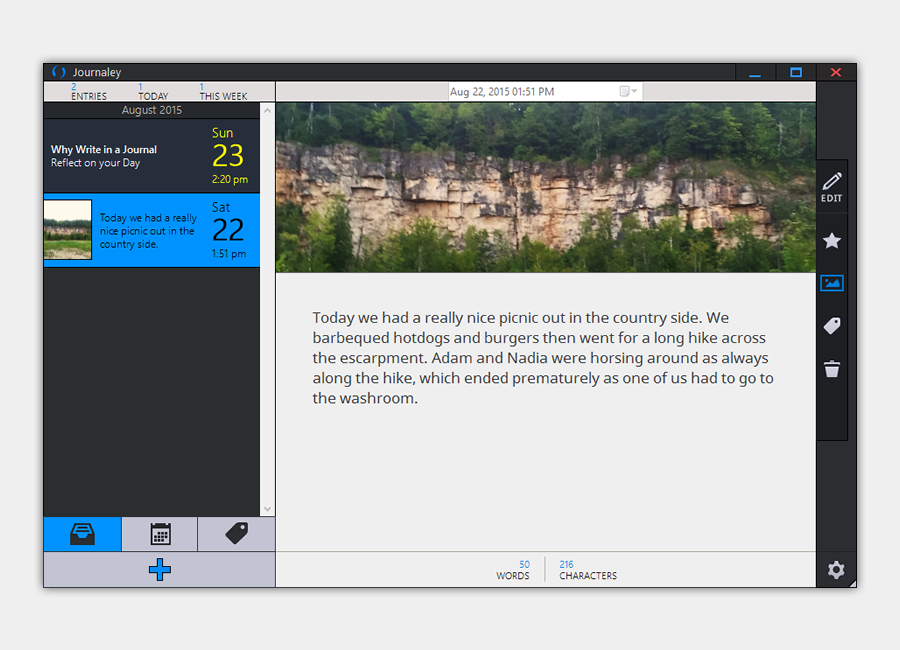 Journaley
2 ENTRIES
1 TODAY
1 THIS WEEK
Aug 22, 2015 01:51 PM
August 2015
Why Write in a Journal
Reflect on your Day
Sun
23
2:20 pm
Today we had a really
nice picnic out in the
country side.
Sat
22
1:51 pm
Today we had a really nice picnic out in the country side. We
barbequed hotdogs and burgers then went for a long hike across
the escarpment. Adam and Nadia were horsing around as always
along the hike, which ended prematurely as one of us had to go to
the washroom.
EDIT
50
WORDS
216
CHARACTERS